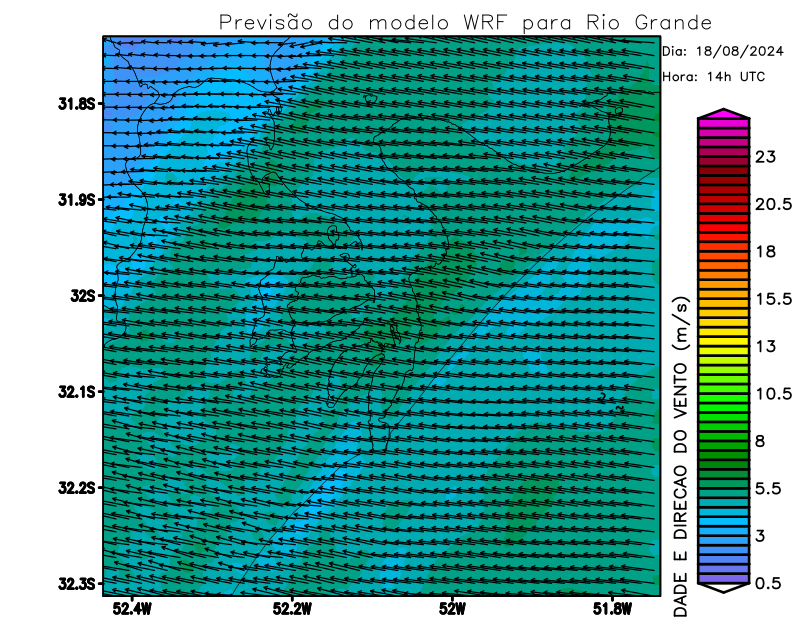 Previsão do modelo WRF para Rio Grande
Dia: 18/08/2024
Hora: 14h UTC
31.8S
31.9S
32S
32.1S
32.2S
32.3S
52.4W
52.2W
52W
51.8W
23
20.5
18
15.5
13
10.5
8
5.5
3
0.5
DADE E DIRECAO DO VENTO (m/s)